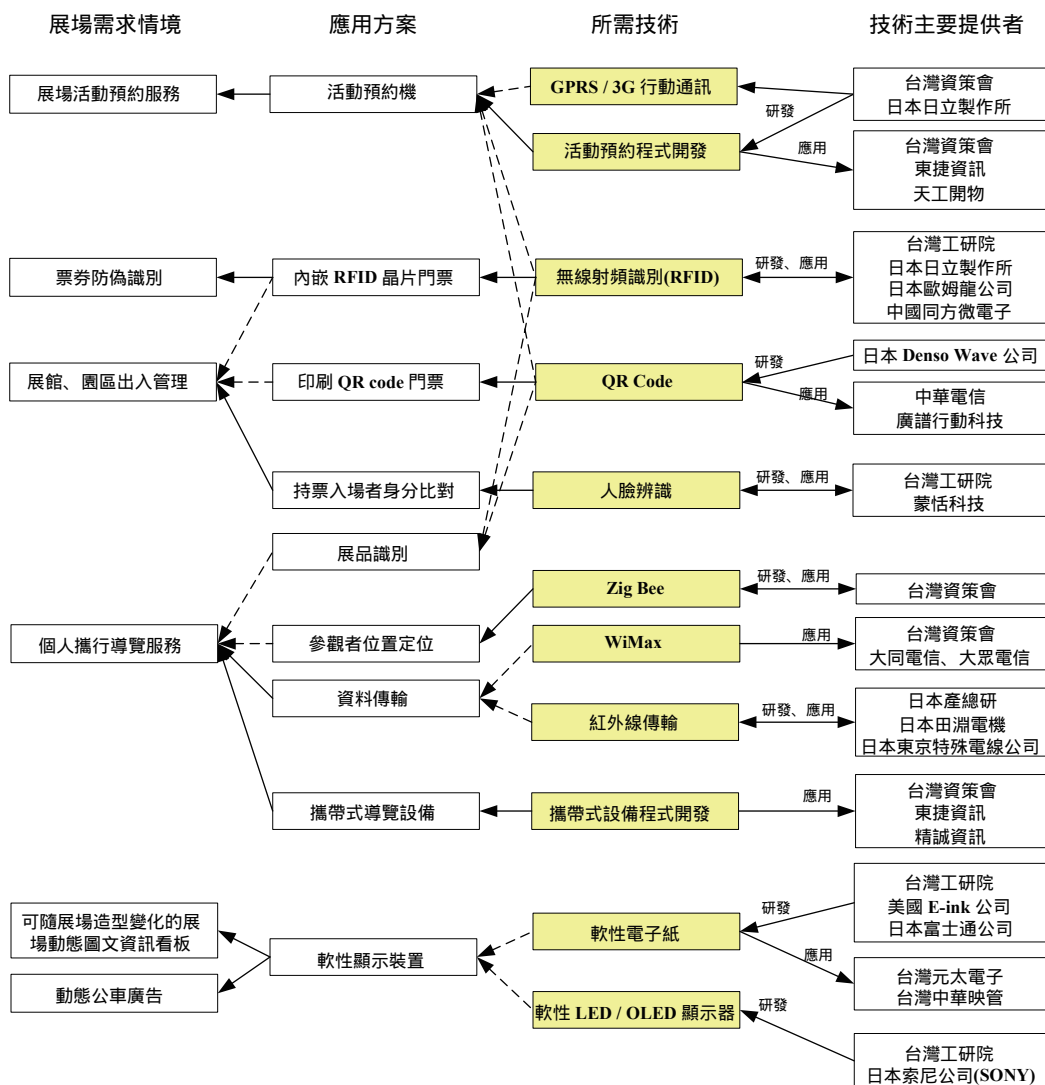 展場需求情境
應用方案
所需技術
技術主要提供者
展場活動預約服務
活動預約機
GPRS / 3G 行動通訊
研發
台灣資策會
日本日立製作所
活動預約程式開發
應用
台灣資策會
東捷資訊
天工開物
票券防偽識別
內嵌 RFID 晶片門票
無線射頻識別(RFID)
研發、應用
台灣工研院
日本日立製作所
日本歐姆龍公司
中國同方微電子
展館、園區出入管理
印刷 QR code 門票
QR Code
研發
日本 Denso Wave 公司
應用
中華電信
廣譜行動科技
持票入場者身分比對
人臉辨識
研發、應用
台灣工研院
蒙恬科技
展品識別
個人攜行導覽服務
參觀者位置定位
Zig Bee
研發、應用
台灣資策會
WiMax
應用
台灣資策會
大同電信、大眾電信
資料傳輸
紅外線傳輸
研發、應用
日本產總研
日本田淵電機
日本東京特殊電線公司
攜帶式導覽設備
攜帶式設備程式開發
應用
台灣資策會
東捷資訊
精誠資訊
可隨展場造型變化的展
場動態圖文資訊看板
動態公車廣告
軟性顯示裝置
軟性電子紙
研發
台灣工研院
美國 E-ink 公司
日本富士通公司
應用
台灣元太電子
台灣中華映管
軟性 LED / OLED 顯示器
研發
台灣工研院
日本索尼公司(SONY)